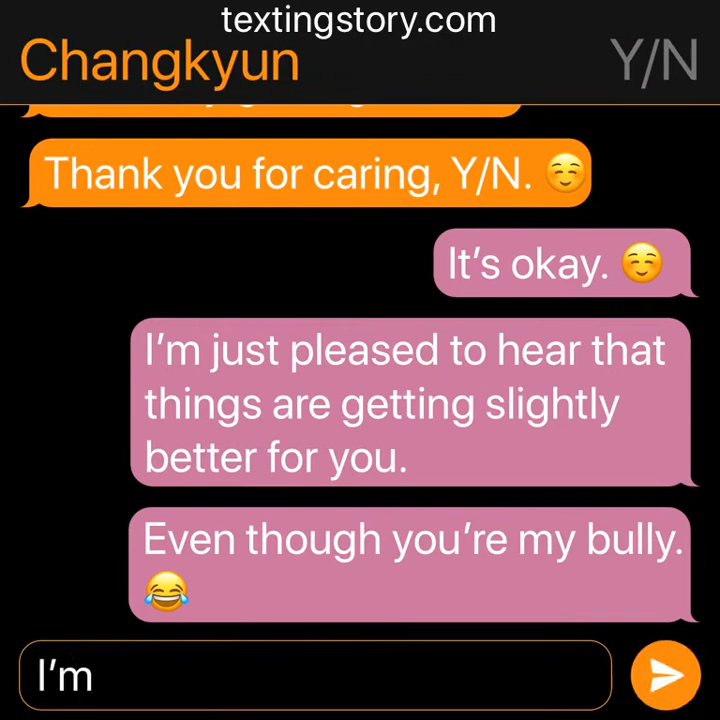 textingstory.com
Changkyun Y/N
Thank you for caring, Y/N. ☺️
It's okay. ☺️
I'm just pleased to hear that
things are getting slightly
better for you.
Even though you're my bully.
😂
I'm